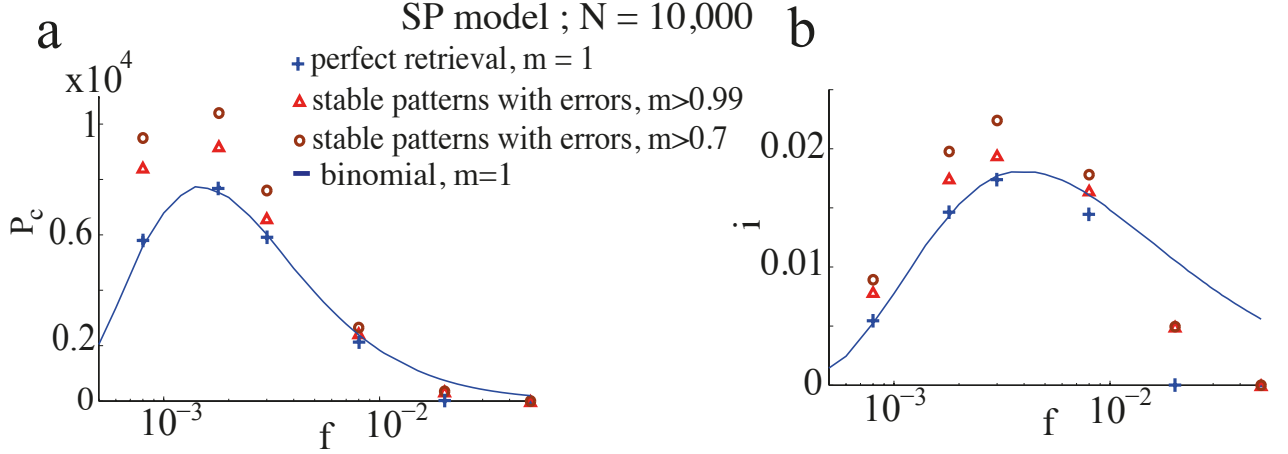 SP model ; N = 10,000
a
b
x10⁴
perfect retrieval, m = 1
stable patterns with errors, m>0.99
stable patterns with errors, m>0.7
binomial, m=1
1
0.6
0.2
0
P_c
10⁻³
10⁻²
f
0.02
0.01
0
i
10⁻³
10⁻²
f